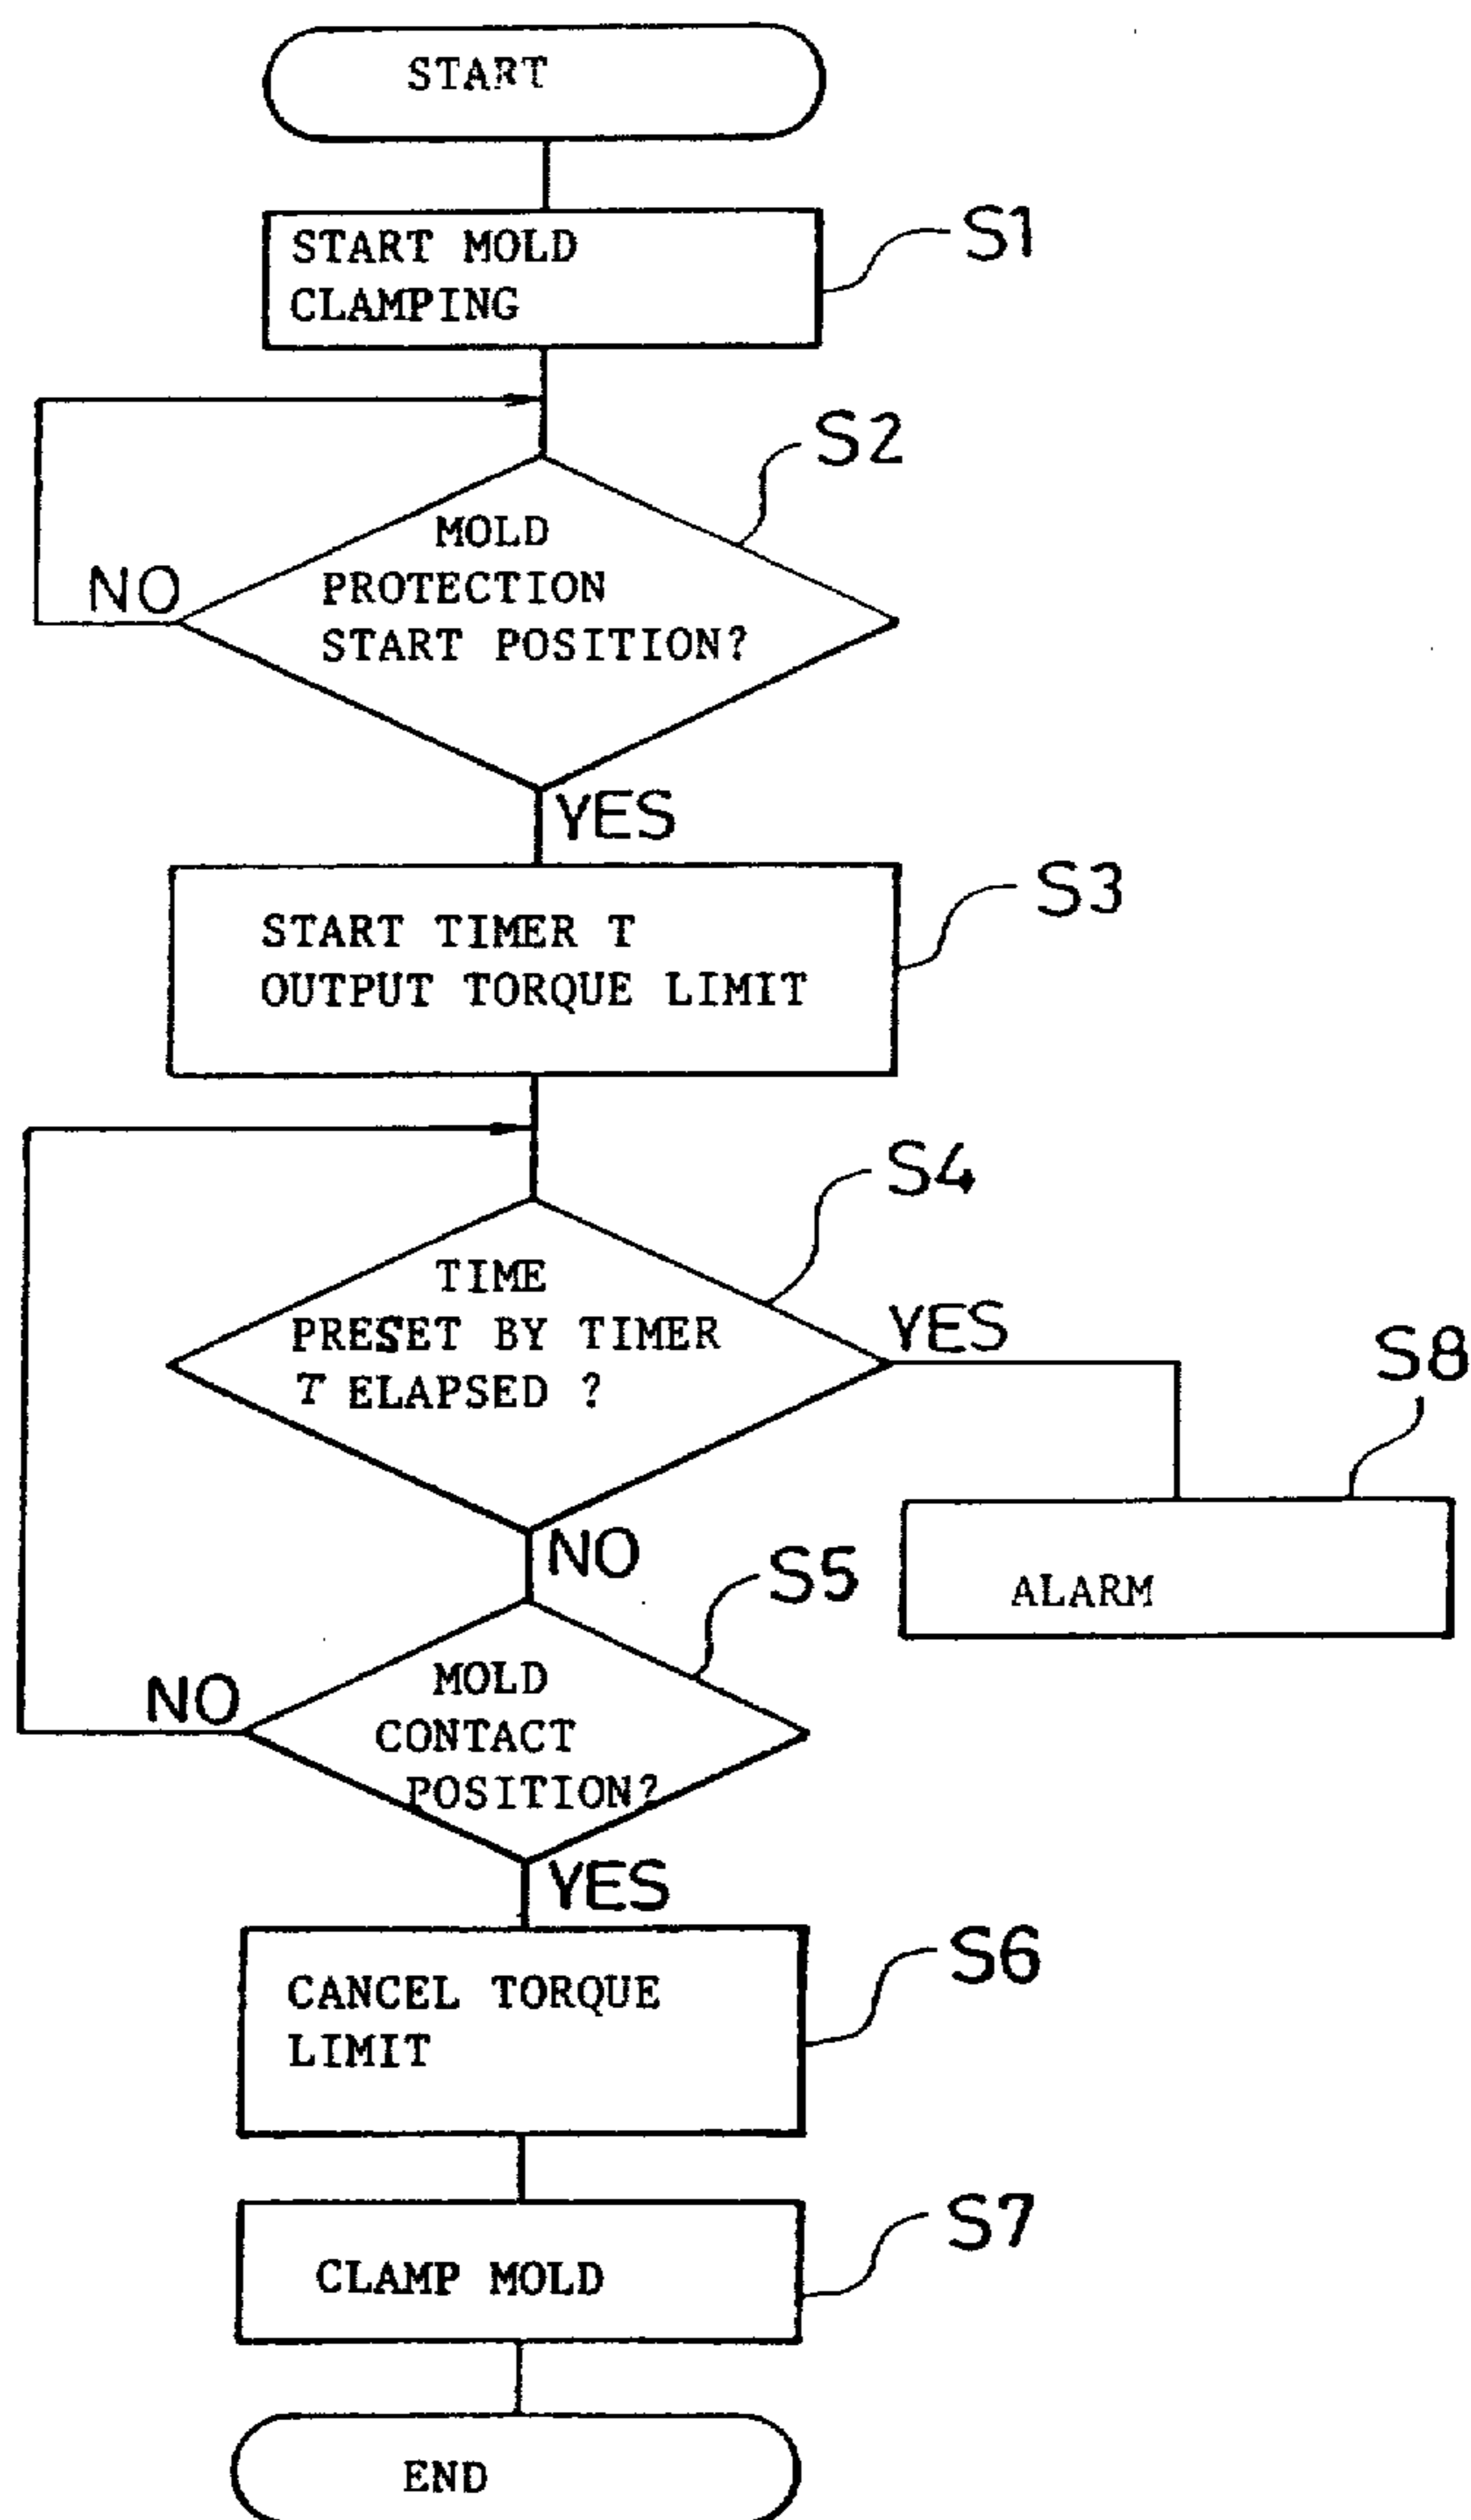 START
START MOLD
CLAMPING
S1
S2
MOLD
PROTECTION
START POSITION?
NO
YES
START TIMER T
OUTPUT TORQUE LIMIT
S3
S4
TIME
PRESET BY TIMER
T ELAPSED ?
YES
S8
ALARM
NO
S5
MOLD
CONTACT
POSITION?
NO
YES
CANCEL TORQUE
LIMIT
S6
CLAMP MOLD
S7
END